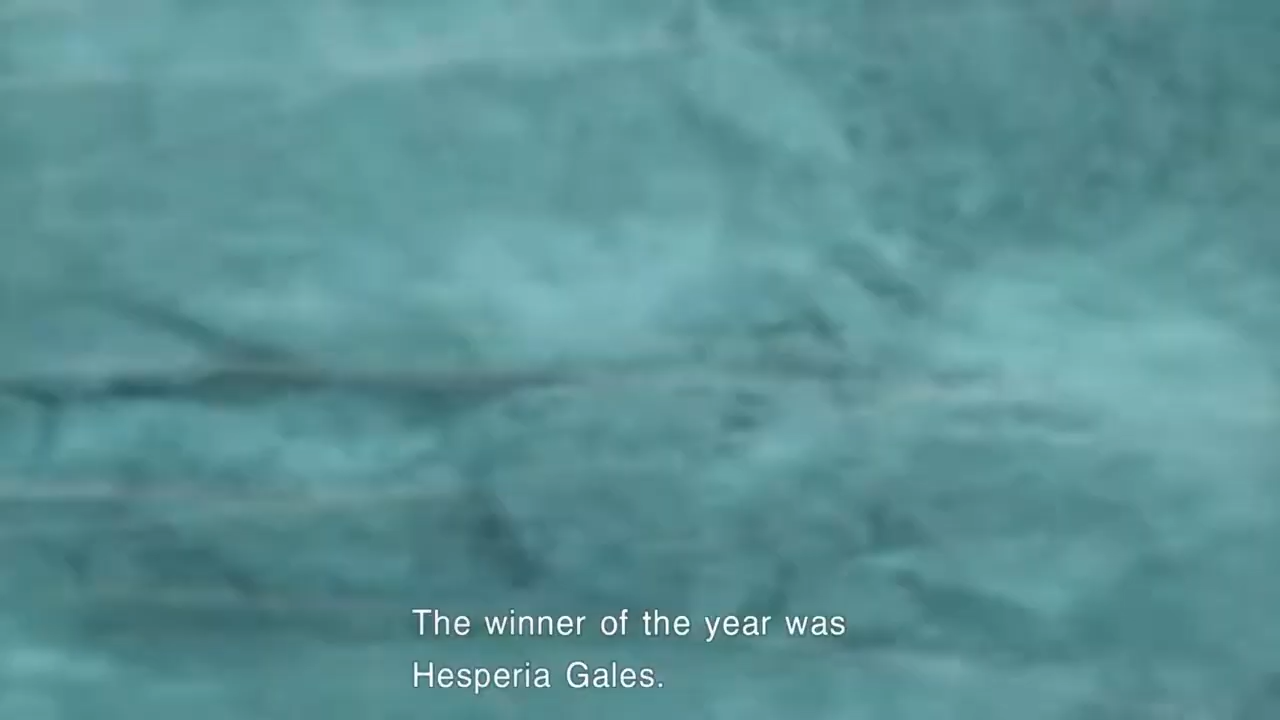 The winner of the year was
Hesperia Gales.